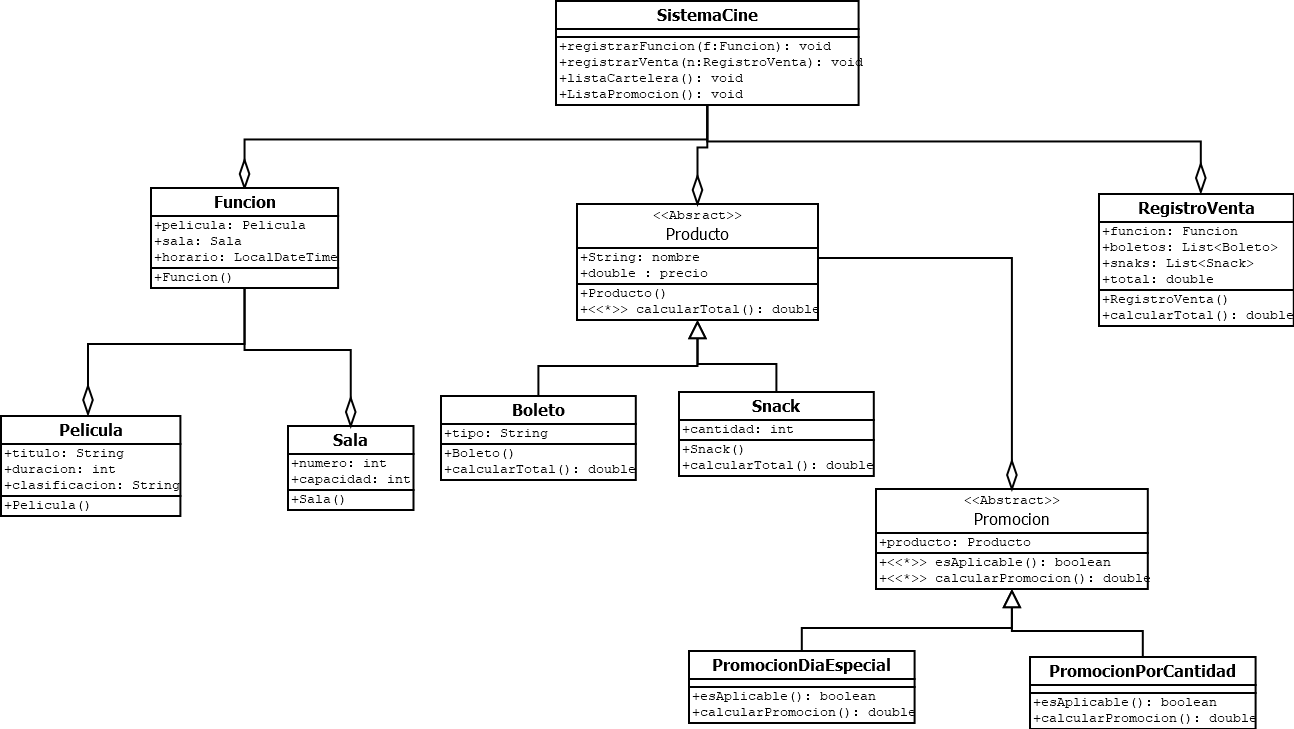 SistemaCine
+registrarFuncion(f:Funcion): void
+registrarVenta(n:RegistroVenta): void
+listaCartelera(): void
+ListaPromocion(): void
Funcion
+pelicula: Pelicula
+sala: Sala
+horario: LocalDateTime
+Funcion()
<<Absract>>
Producto
+String: nombre
+double : precio
+Producto()
+<<*>> calcularTotal(): double
RegistroVenta
+funcion: Funcion
+boletos: List<Boleto>
+snaks: List<Snack>
+total: double
+RegistroVenta()
+calcularTotal(): double
Pelicula
+titulo: String
+duracion: int
+clasificacion: String
+Pelicula()
Sala
+numero: int
+capacidad: int
+Sala()
Boleto
+tipo: String
+Boleto()
+calcularTotal(): double
Snack
+cantidad: int
+Snack()
+calcularTotal(): double
<<Abstract>>
Promocion
+producto: Producto
+<<*>> esAplicable(): boolean
+<<*>> calcularPromocion(): double
PromocionDiaEspecial
+esAplicable(): boolean
+calcularPromocion(): double
PromocionPorCantidad
+esAplicable(): boolean
+calcularPromocion(): double